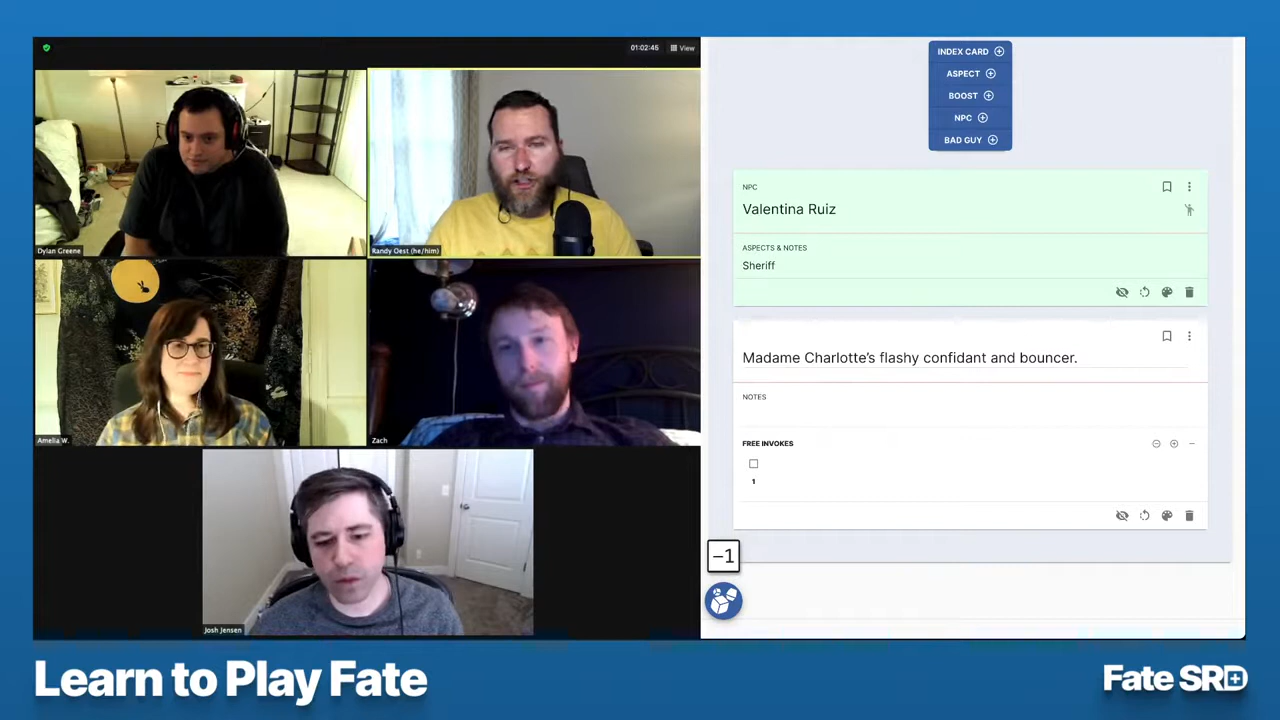 01:02:45
View
Dylan Greene
Randy Oest (he/him)
Amelia W.
Zach
Josh Jensen
INDEX CARD
ASPECT
BOOST
NPC
BAD GUY
NPC
Valentina Ruiz
ASPECTS & NOTES
Sheriff
Madame Charlotte's flashy confidant and bouncer.
NOTES
FREE INVOKES
1
−1
Learn to Play Fate
Fate SRD